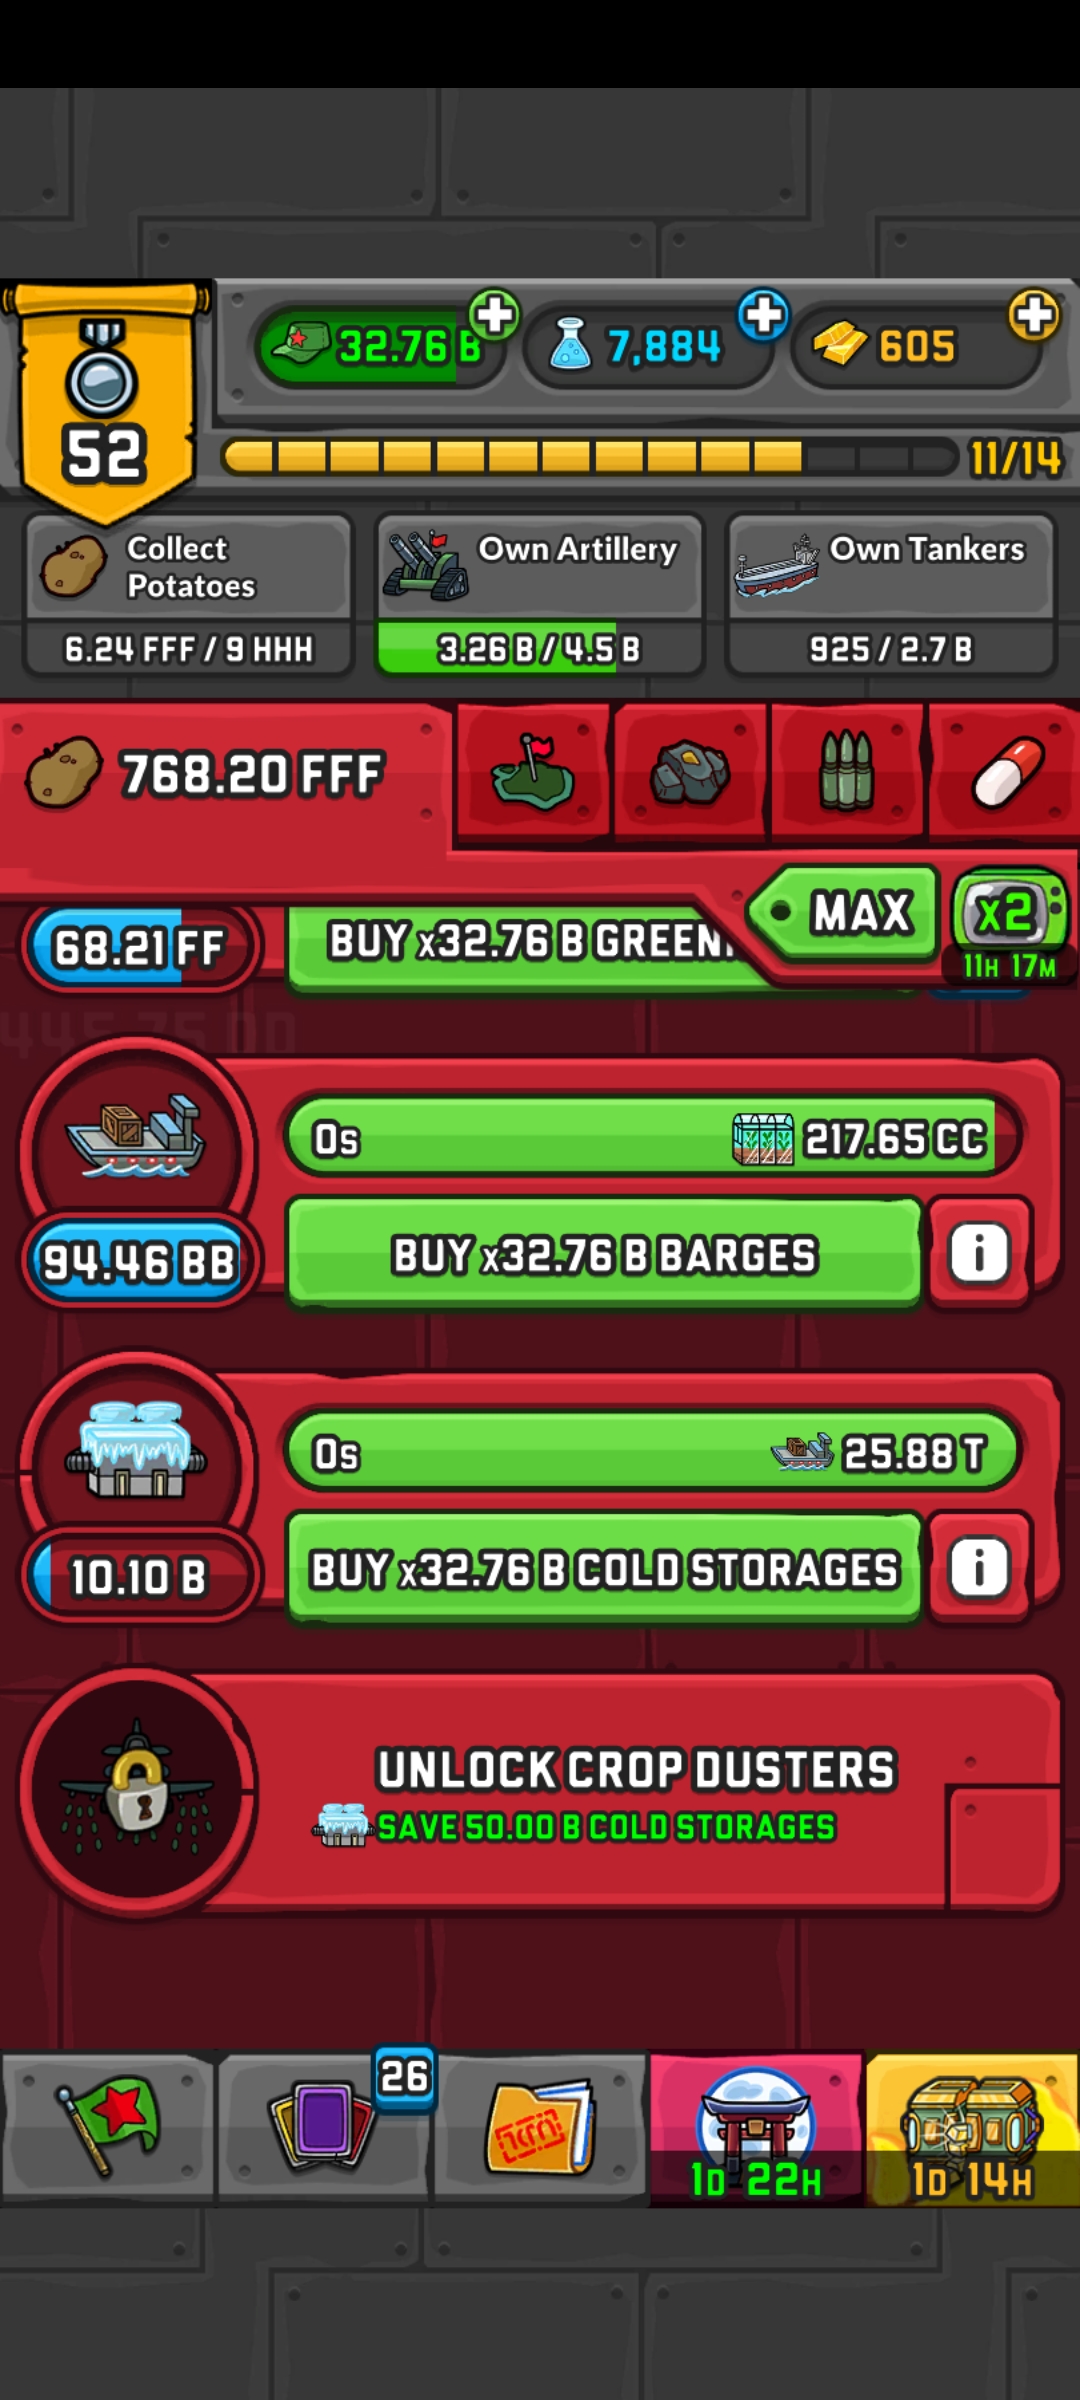 32.76 B
7,884
605
52
11/14
Collect
Potatoes
6.24 FFF / 9 HHH
Own Artillery
3.26 B / 4.5 B
Own Tankers
925 / 2.7 B
768.20 FFF
MAX
x2
11H 17M
68.21 FF
BUY x32.76 B
0s
217.65 CC
94.46 BB
BUY x32.76 B BARGES
i
0s
25.88 T
10.10 B
BUY x32.76 B COLD STORAGES
i
UNLOCK CROP DUSTERS
SAVE 50.00 B COLD STORAGES
26
1D 22H
1D 14H